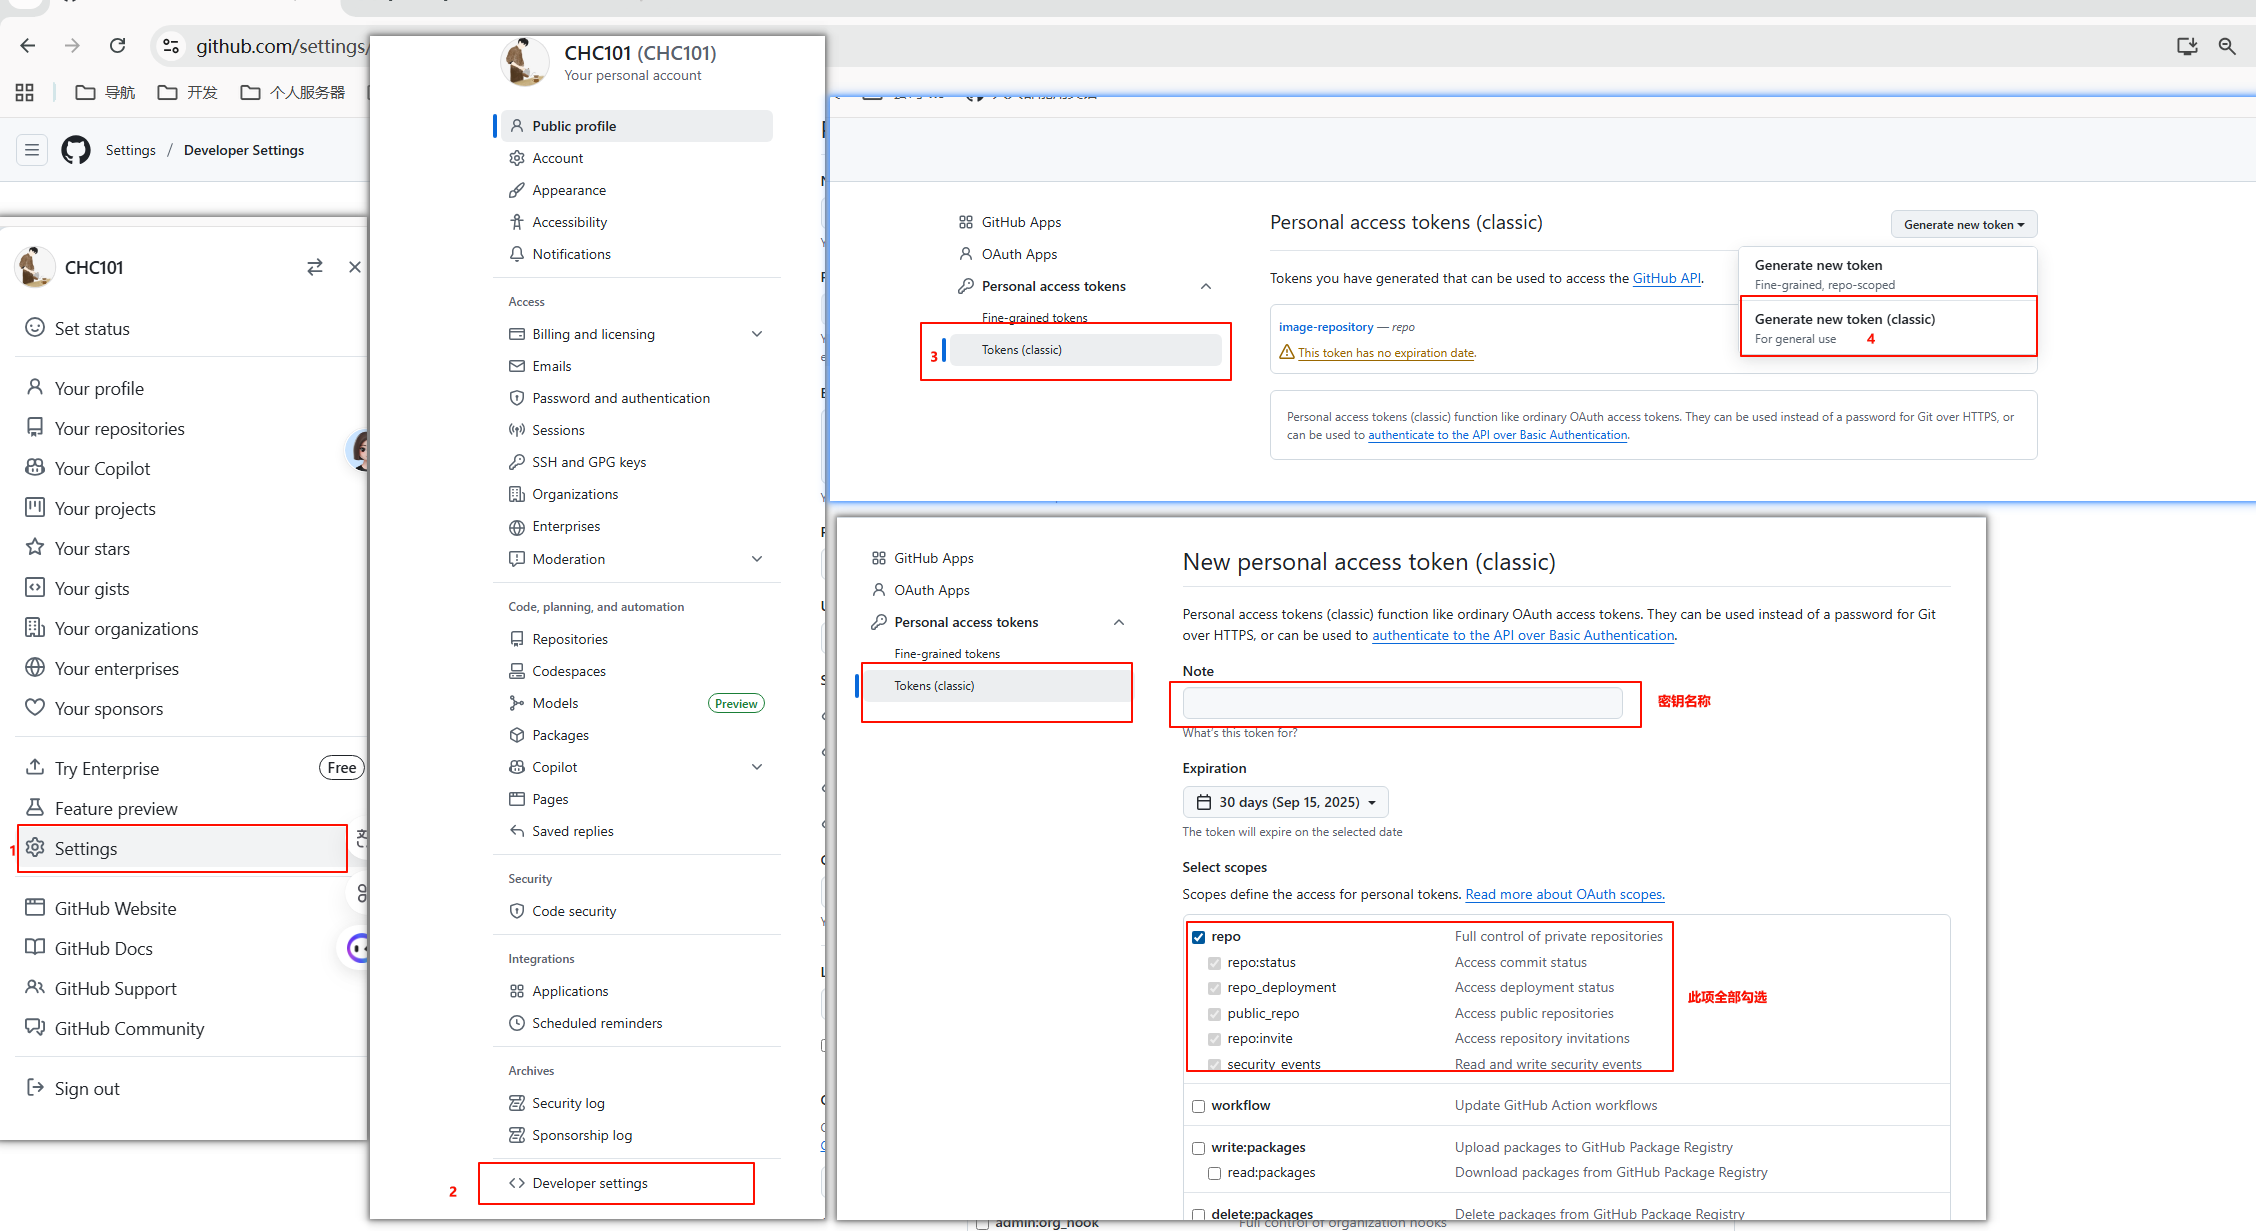 github.com/settings/
导航
开发
个人服务器
Settings / Developer Settings
CHC101
Set status
Your profile
Your repositories
Your Copilot
Your projects
Your stars
Your gists
Your organizations
Your enterprises
Your sponsors
Try Enterprise
Free
Feature preview
1
Settings
GitHub Website
GitHub Docs
GitHub Support
GitHub Community
Sign out
CHC101 (CHC101)
Your personal account
Public profile
Account
Appearance
Accessibility
Notifications
Access
Billing and licensing
Emails
Password and authentication
Sessions
SSH and GPG keys
Organizations
Enterprises
Moderation
Code, planning, and automation
Repositories
Codespaces
Models
Preview
Packages
Copilot
Pages
Saved replies
Security
Code security
Integrations
Applications
Scheduled reminders
Archives
Security log
Sponsorship log
2
Developer settings
GitHub Apps
OAuth Apps
Personal access tokens
Fine-grained tokens
3
Tokens (classic)
Personal access tokens (classic)
Generate new token
Tokens you have generated that can be used to access the GitHub API.
Generate new token
Fine-grained, repo-scoped
Generate new token (classic)
For general use
4
image-repository — repo
This token has no expiration date.
Personal access tokens (classic) function like ordinary OAuth access tokens. They can be used instead of a password for Git over HTTPS, or
can be used to authenticate to the API over Basic Authentication.
GitHub Apps
OAuth Apps
Personal access tokens
Fine-grained tokens
Tokens (classic)
New personal access token (classic)
Personal access tokens (classic) function like ordinary OAuth access tokens. They can be used instead of a password for Git
over HTTPS, or can be used to authenticate to the API over Basic Authentication.
Note
密钥名称
What's this token for?
Expiration
30 days (Sep 15, 2025)
The token will expire on the selected date
Select scopes
Scopes define the access for personal tokens. Read more about OAuth scopes.
repo Full control of private repositories
repo:status Access commit status
repo_deployment Access deployment status
此项全部勾选
public_repo Access public repositories
repo:invite Access repository invitations
security_events Read and write security events
workflow Update GitHub Action workflows
write:packages Upload packages to GitHub Package Registry
read:packages Download packages from GitHub Package Registry
delete:packages Delete packages from GitHub Package Registry
admin:org_hook Full control of organization hooks